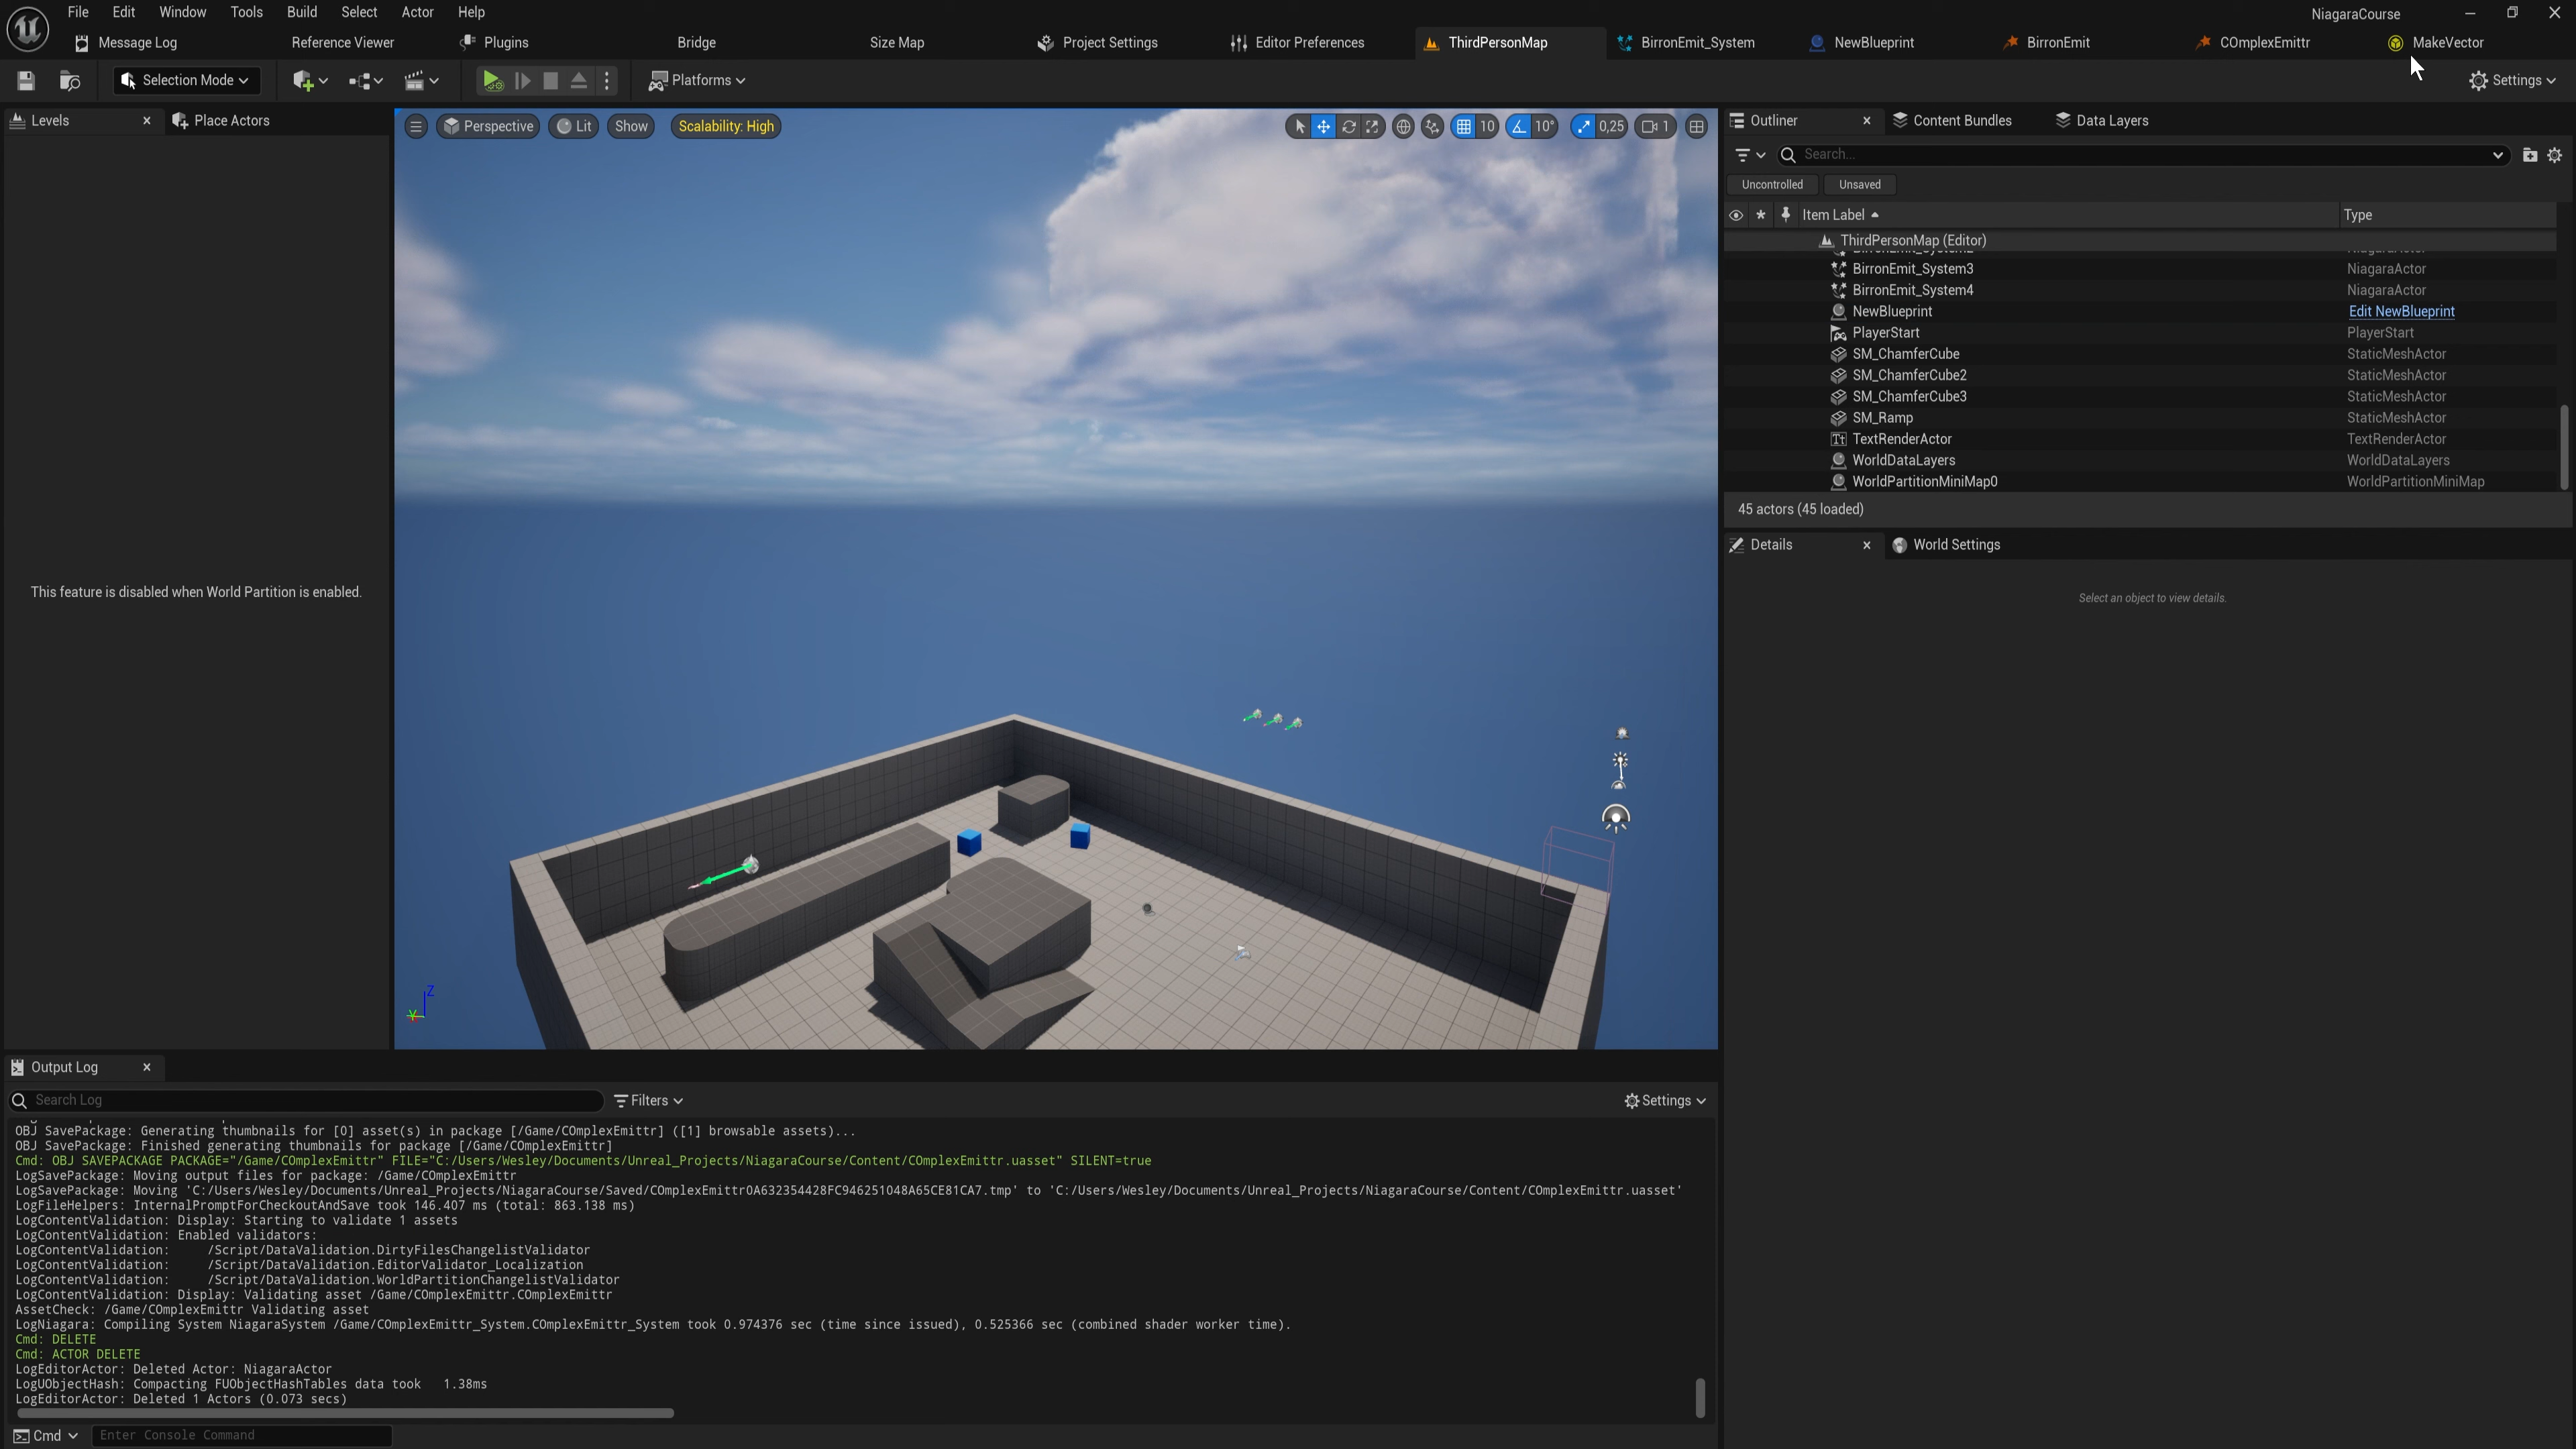 File Edit Window Tools Build Select Actor Help
NiagaraCourse
Message Log Reference Viewer Plugins Bridge Size Map Project Settings Editor Preferences ThirdPersonMap BirronEmit_System NewBlueprint BirronEmit COmplexEmittr MakeVector
Selection Mode Platforms Settings
Levels Place Actors
This feature is disabled when World Partition is enabled.
Perspective Lit Show Scalability: High 10 10° 0,25 1
Z
Y
Outliner Content Bundles Data Layers
Search...
Uncontrolled Unsaved
Item Label Type
ThirdPersonMap (Editor)
BirronEmit_System3 NiagaraActor
BirronEmit_System4 NiagaraActor
NewBlueprint Edit NewBlueprint
PlayerStart PlayerStart
SM_ChamferCube StaticMeshActor
SM_ChamferCube2 StaticMeshActor
SM_ChamferCube3 StaticMeshActor
SM_Ramp StaticMeshActor
TextRenderActor TextRenderActor
WorldDataLayers WorldDataLayers
WorldPartitionMiniMap0 WorldPartitionMiniMap
45 actors (45 loaded)
Details World Settings
Select an object to view details.
Output Log
Search Log Filters Settings
OBJ SavePackage: Generating thumbnails for [0] asset(s) in package [/Game/COmplexEmittr] ([1] browsable assets)...
OBJ SavePackage: Finished generating thumbnails for package [/Game/COmplexEmittr]
Cmd: OBJ SAVEPACKAGE PACKAGE="/Game/COmplexEmittr" FILE="C:/Users/Wesley/Documents/Unreal_Projects/NiagaraCourse/Content/COmplexEmittr.uasset" SILENT=true
LogSavePackage: Moving output files for package: /Game/COmplexEmittr
LogSavePackage: Moving 'C:/Users/Wesley/Documents/Unreal_Projects/NiagaraCourse/Saved/COmplexEmittr0A632354428FC946251048A65CE81CA7.tmp' to 'C:/Users/Wesley/Documents/Unreal_Projects/NiagaraCourse/Content/COmplexEmittr.uasset'
LogFileHelpers: InternalPromptForCheckoutAndSave took 146.407 ms (total: 863.138 ms)
LogContentValidation: Display: Starting to validate 1 assets
LogContentValidation: Enabled validators:
LogContentValidation: /Script/DataValidation.DirtyFilesChangelistValidator
LogContentValidation: /Script/DataValidation.EditorValidator_Localization
LogContentValidation: /Script/DataValidation.WorldPartitionChangelistValidator
LogContentValidation: Display: Validating asset /Game/COmplexEmittr.COmplexEmittr
AssetCheck: /Game/COmplexEmittr Validating asset
LogNiagara: Compiling System NiagaraSystem /Game/COmplexEmittr_System.COmplexEmittr_System took 0.974376 sec (time since issued), 0.525366 sec (combined shader worker time).
Cmd: DELETE
Cmd: ACTOR DELETE
LogEditorActor: Deleted Actor: NiagaraActor
LogUObjectHash: Compacting FUObjectHashTables data took 1.38ms
LogEditorActor: Deleted 1 Actors (0.073 secs)
Cmd Enter Console Command